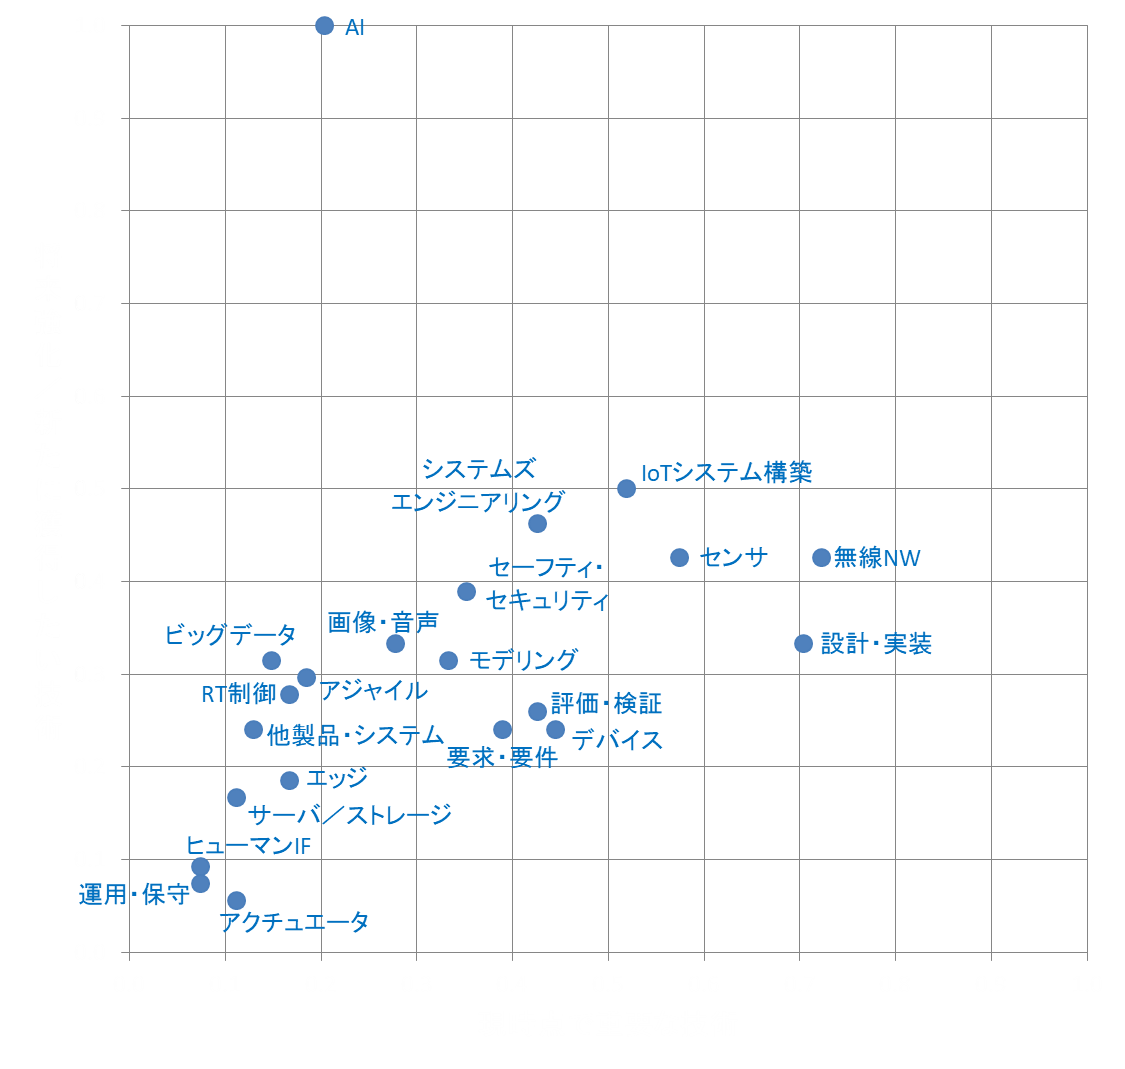 AI
システムズ
エンジニアリング
IoTシステム構築
センサ
無線NW
セーフティ・
セキュリティ
画像・音声
ビッグデータ
設計・実装
モデリング
RT制御
アジャイル
評価・検証
他製品・システム
デバイス
要求・要件
エッジ
サーバ／ストレージ
ヒューマンIF
運用・保守
アクチュエータ